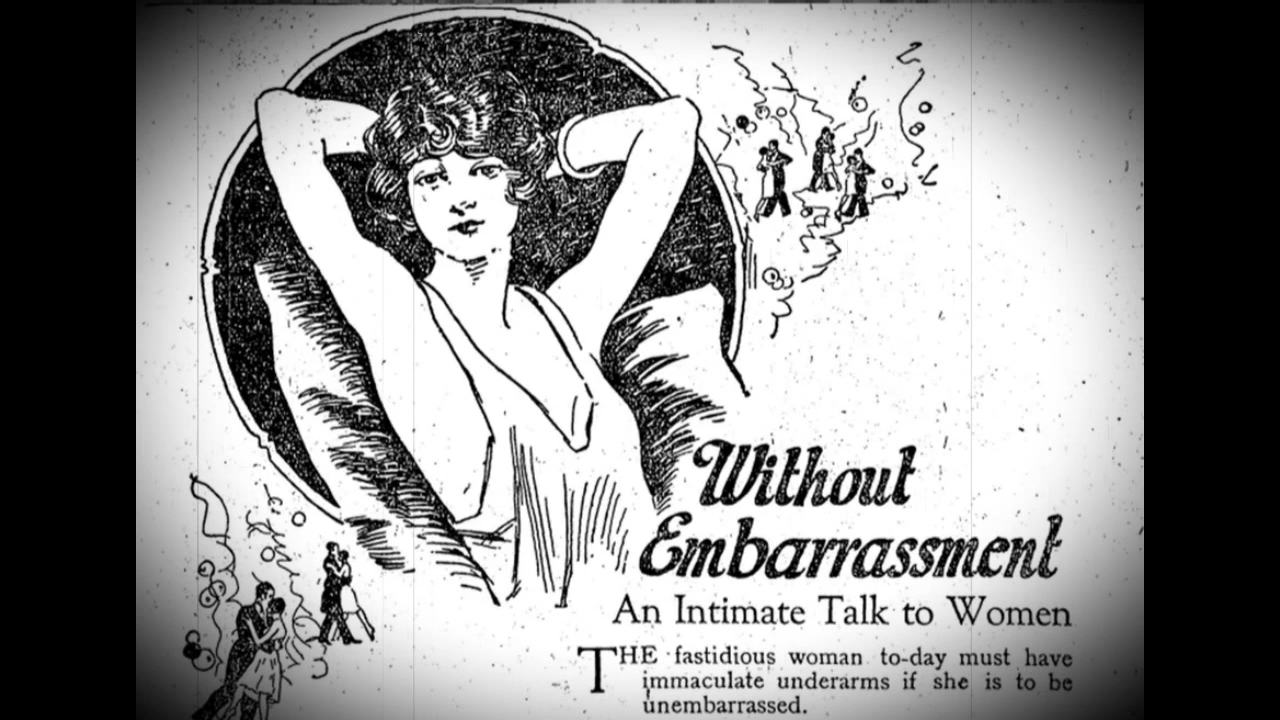 Without
Embarrassment
An Intimate Talk to Women
THE fastidious woman to-day must have
immaculate underarms if she is to be
unembarrassed.